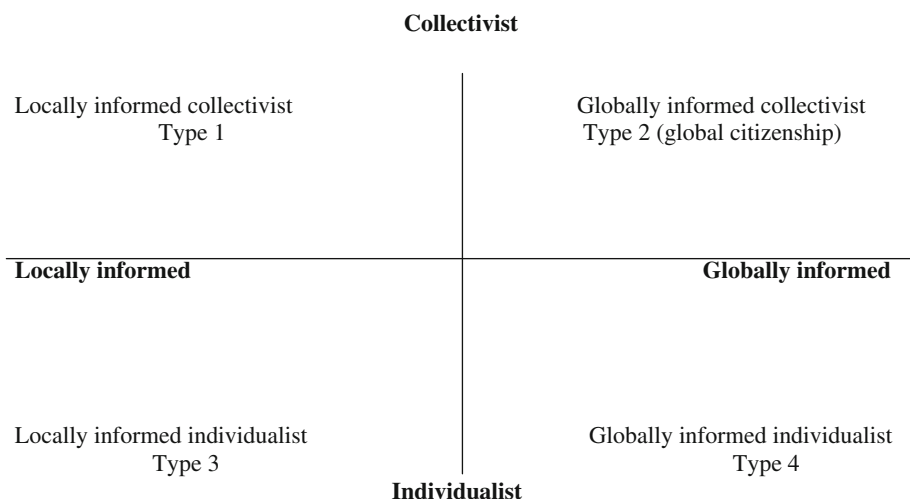 Collectivist
Locally informed collectivist
Type 1
Globally informed collectivist
Type 2 (global citizenship)
Locally informed
Globally informed
Locally informed individualist
Type 3
Globally informed individualist
Type 4
Individualist